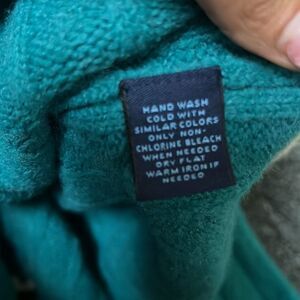 HAND WASH
COLD WITH
SIMILAR COLORS
ONLY NON-
CHLORINE BLEACH
WHEN NEEDED
DRY FLAT
WARM IRON IF
NEEDED